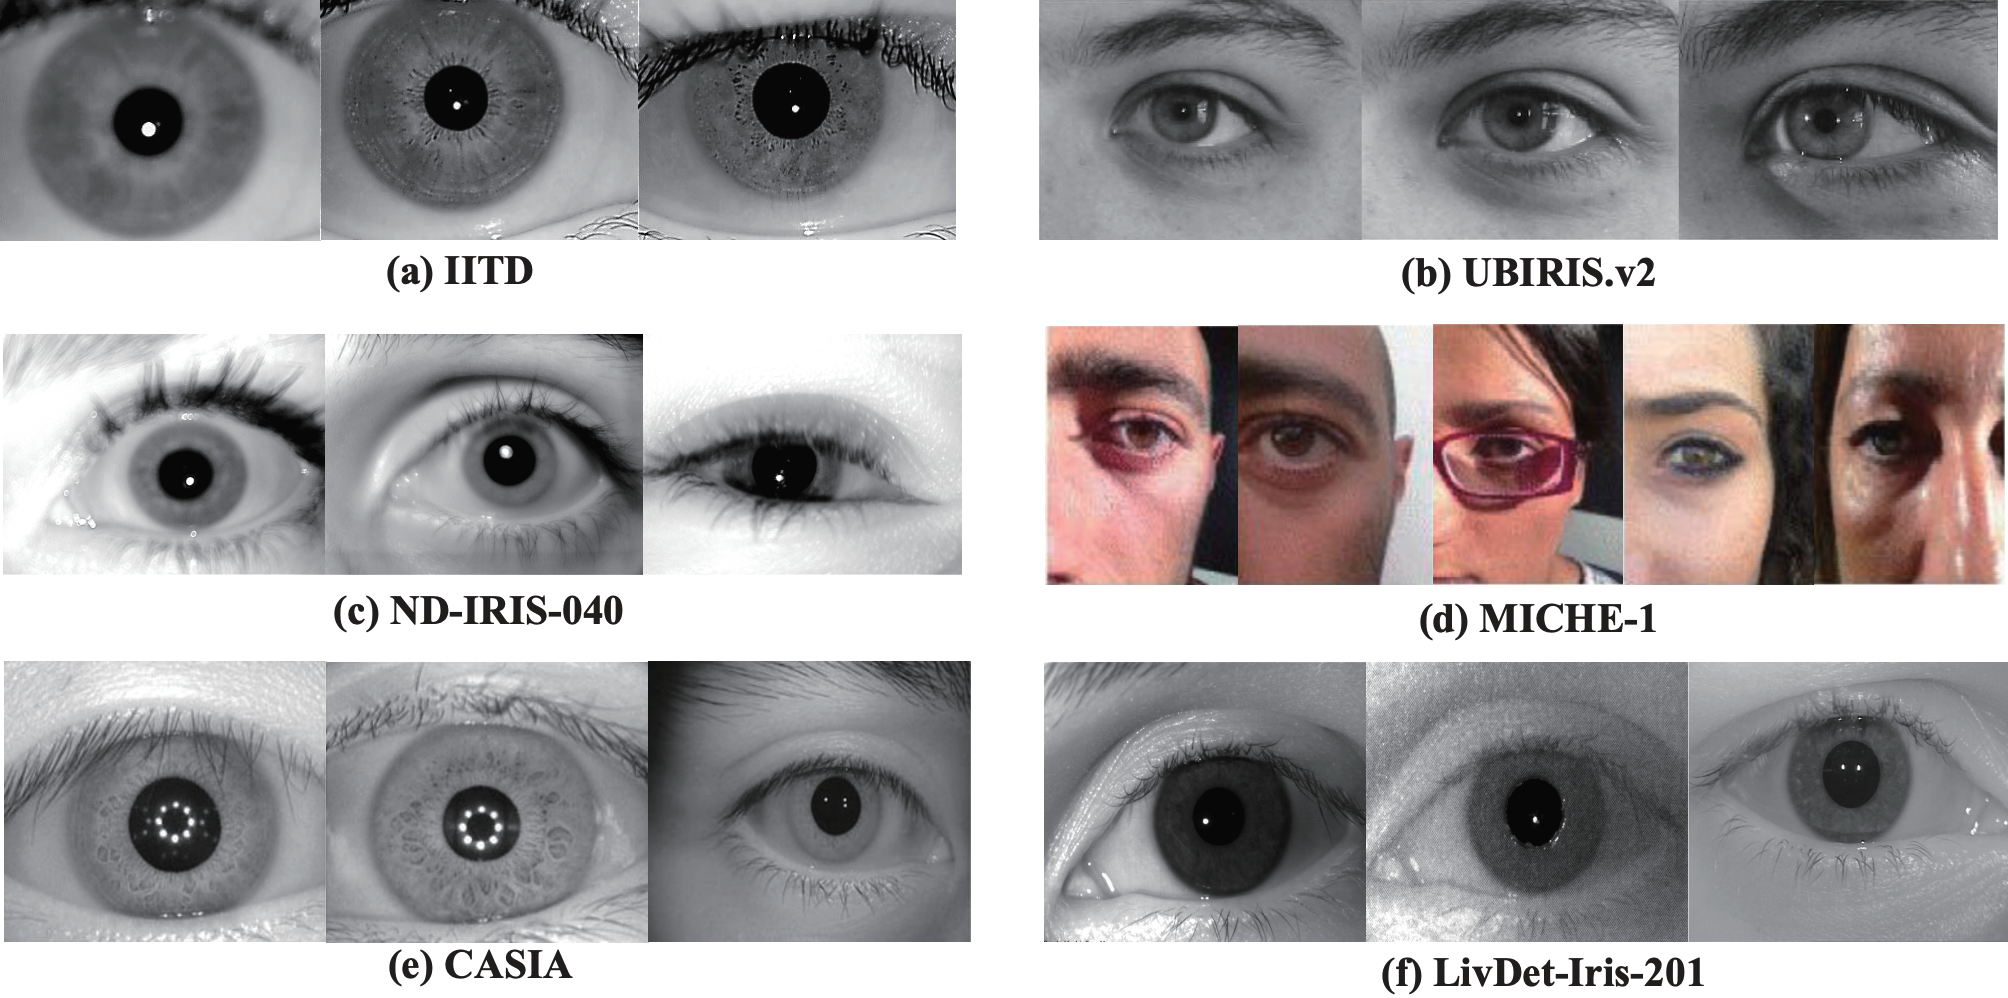 (a) IITD
(b) UBIRIS.v2
(c) ND-IRIS-040
(d) MICHE-1
(e) CASIA
(f) LivDet-Iris-201